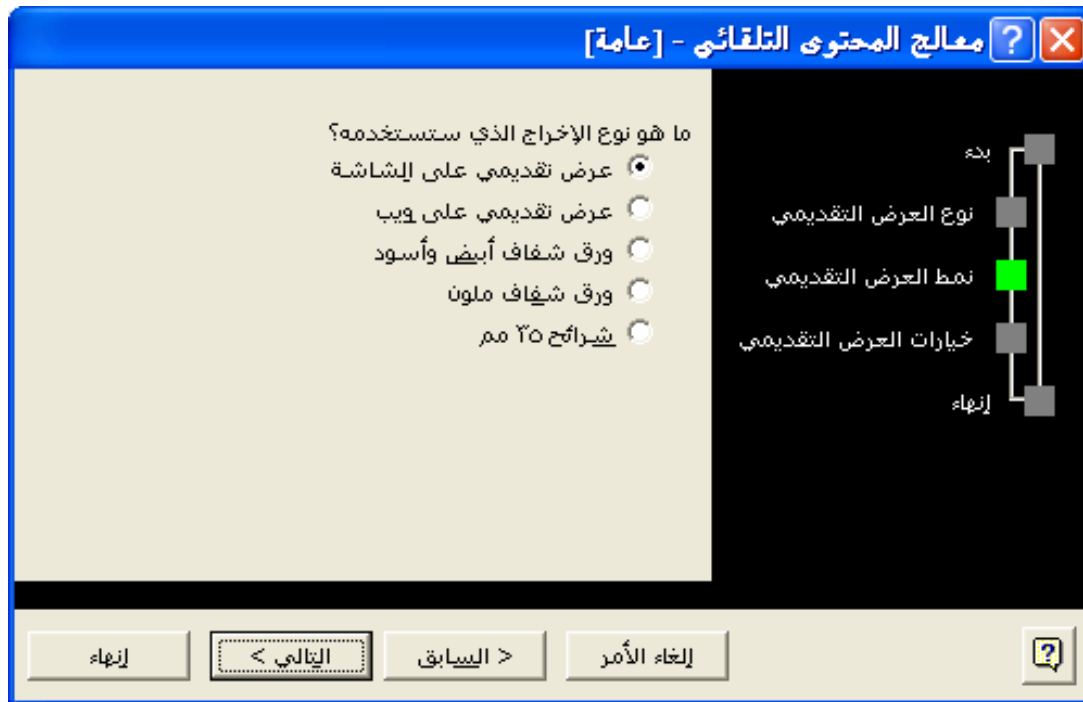 معالج المحتوى التلقائي - [عامة]
بدء
نوع العرض التقديمي
نمط العرض التقديمي
خيارات العرض التقديمي
إنهاء
ما هو نوع الإخراج الذي ستستخدمه؟
عرض تقديمي على الشاشة
عرض تقديمي على ويب
ورق شفاف أبيض وأسود
ورق شفاف ملون
شرائح ٣٥ مم
إلغاء الأمر
< السابق
التالي >
إنهاء